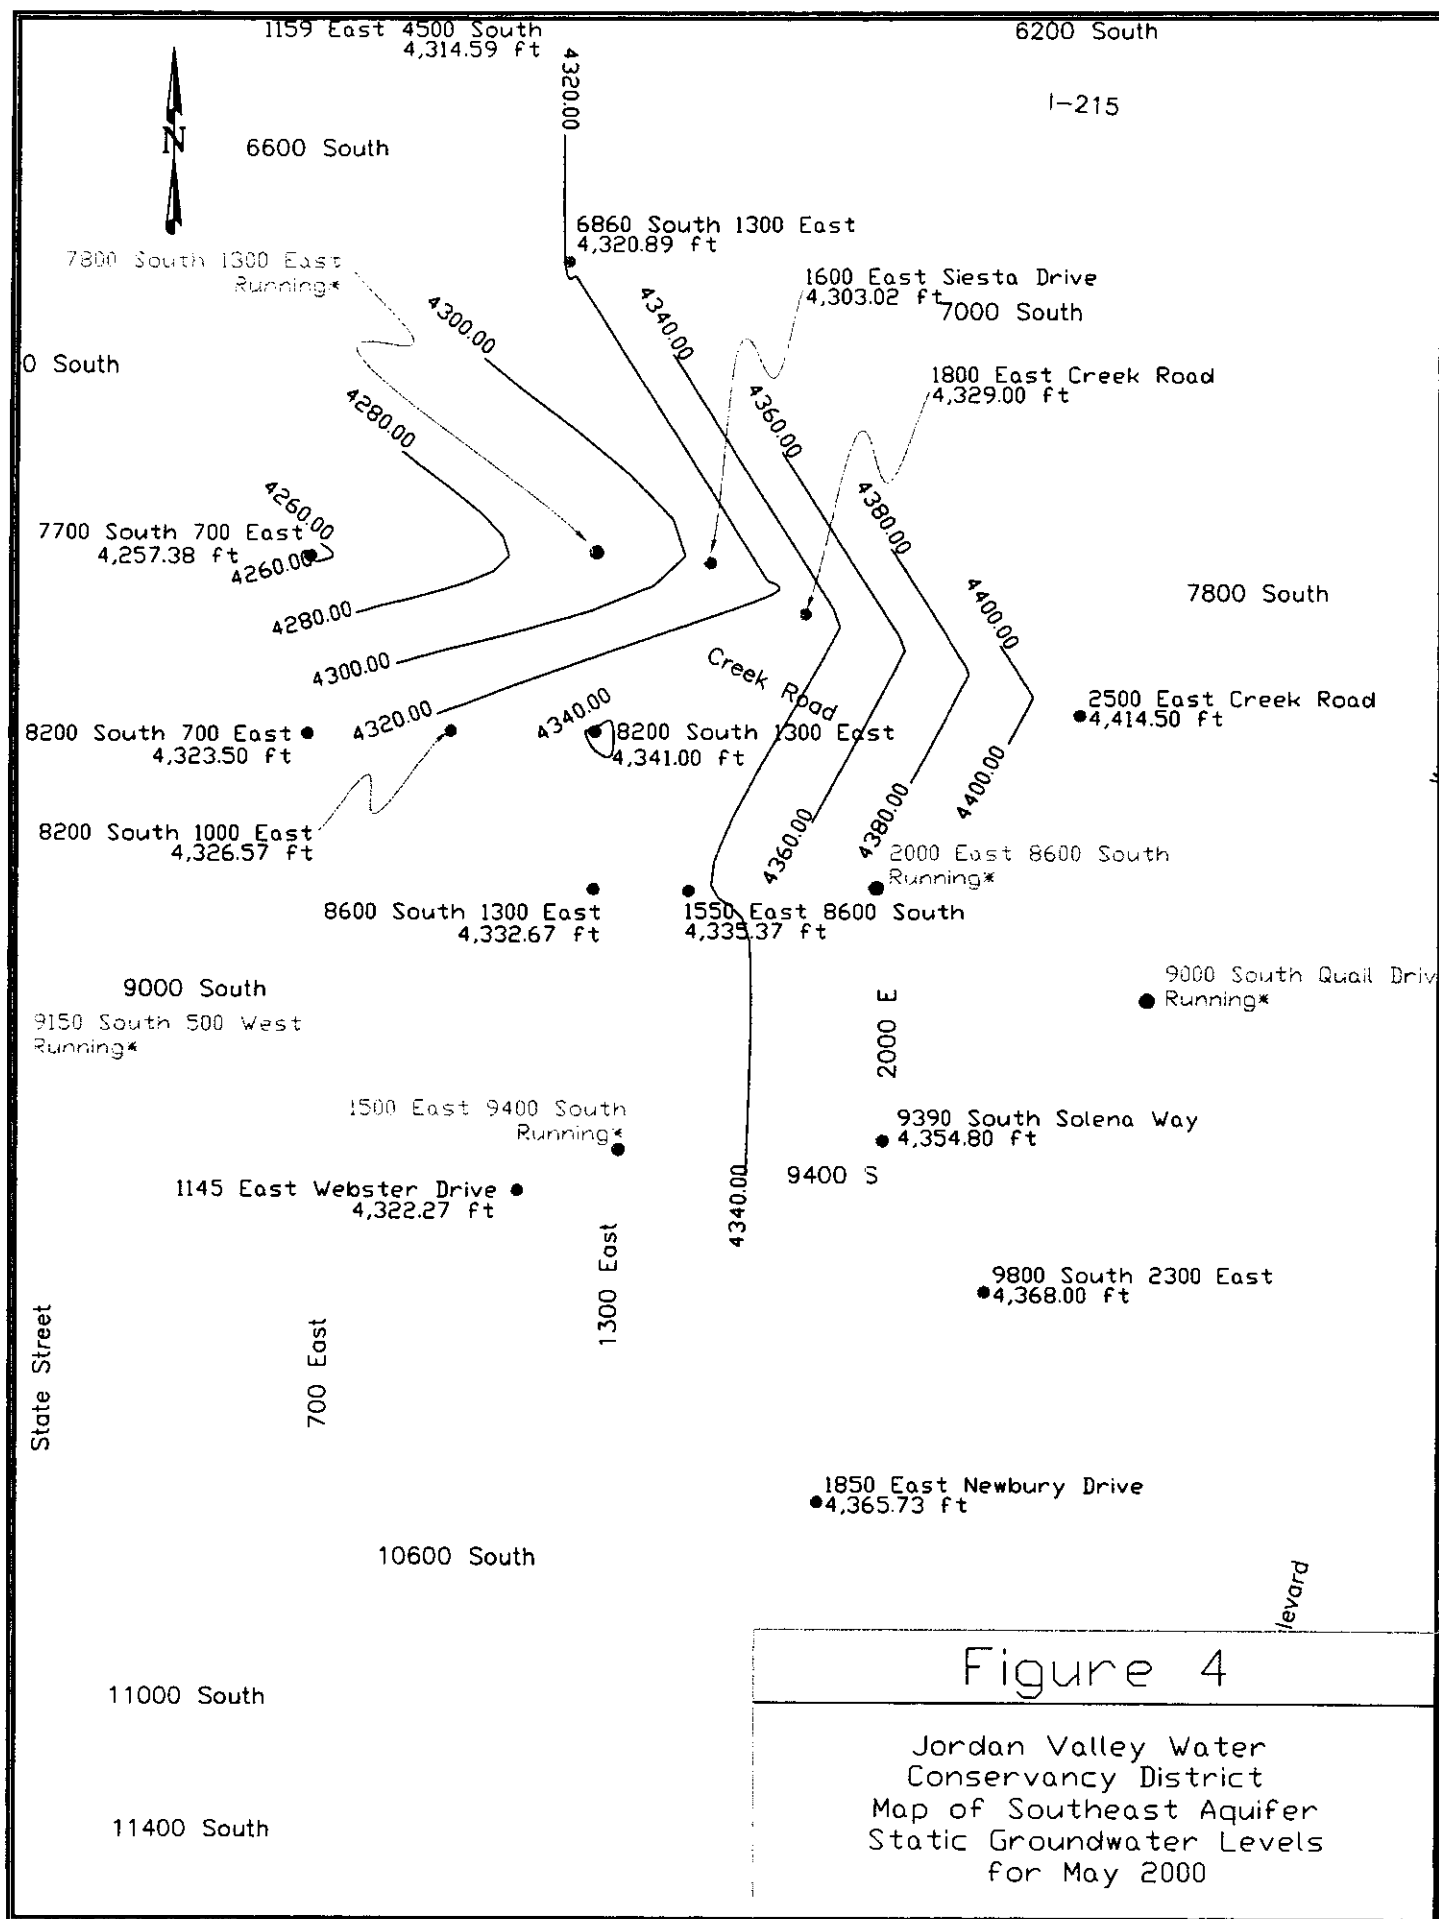 1159 East 4500 South
4,314.59 ft
6200 South
4320.00
I-215
N
6600 South
6860 South 1300 East
4,320.89 ft
7800 South 1300 East
Running*
1600 East Siesta Drive
4,303.02 ft
7000 South
4300.00
4340.00
0 South
1800 East Creek Road
4,329.00 ft
4280.00
4360.00
4260.00
4380.00
7700 South 700 East
4,257.38 ft
4260.00
4400.00
7800 South
4280.00
4300.00
Creek Road
4320.00
4340.00
2500 East Creek Road
4,414.50 ft
8200 South 700 East
4,323.50 ft
8200 South 1300 East
4,341.00 ft
4400.00
8200 South 1000 East
4,326.57 ft
4360.00
4380.00
2000 East 8600 South
Running*
8600 South 1300 East
4,332.67 ft
1550 East 8600 South
4,335.37 ft
9000 South
9000 South Quail Driv
Running*
9150 South 500 West
Running*
2000 E
1500 East 9400 South
Running*
9390 South Solena Way
4,354.80 ft
9400 S
1145 East Webster Drive
4,322.27 ft
4340.00
1300 East
9800 South 2300 East
4,368.00 ft
State Street
700 East
1850 East Newbury Drive
4,365.73 ft
10600 South
levard
Figure 4
11000 South
Jordan Valley Water
Conservancy District
Map of Southeast Aquifer
Static Groundwater Levels
for May 2000
11400 South